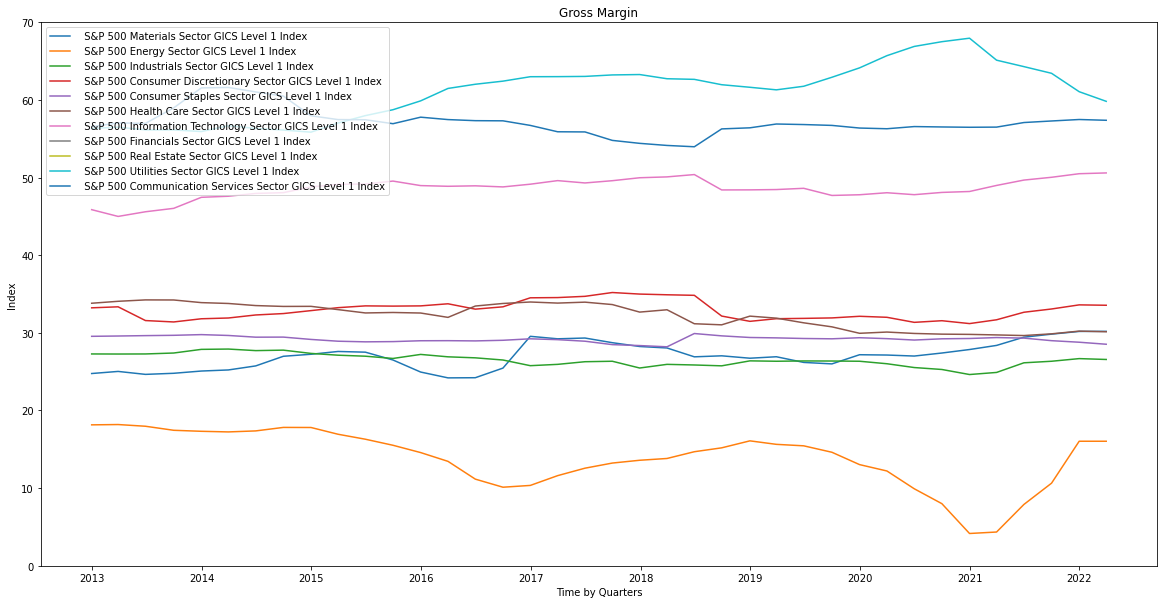 Gross Margin
70
60
50
40
30
20
10
0
Index
S&P 500 Materials Sector GICS Level 1 Index
S&P 500 Energy Sector GICS Level 1 Index
S&P 500 Industrials Sector GICS Level 1 Index
S&P 500 Consumer Discretionary Sector GICS Level 1 Index
S&P 500 Consumer Staples Sector GICS Level 1 Index
S&P 500 Health Care Sector GICS Level 1 Index
S&P 500 Information Technology Sector GICS Level 1 Index
S&P 500 Financials Sector GICS Level 1 Index
S&P 500 Real Estate Sector GICS Level 1 Index
S&P 500 Utilities Sector GICS Level 1 Index
S&P 500 Communication Services Sector GICS Level 1 Index
2013 2014 2015 2016 2017 2018 2019 2020 2021 2022
Time by Quarters